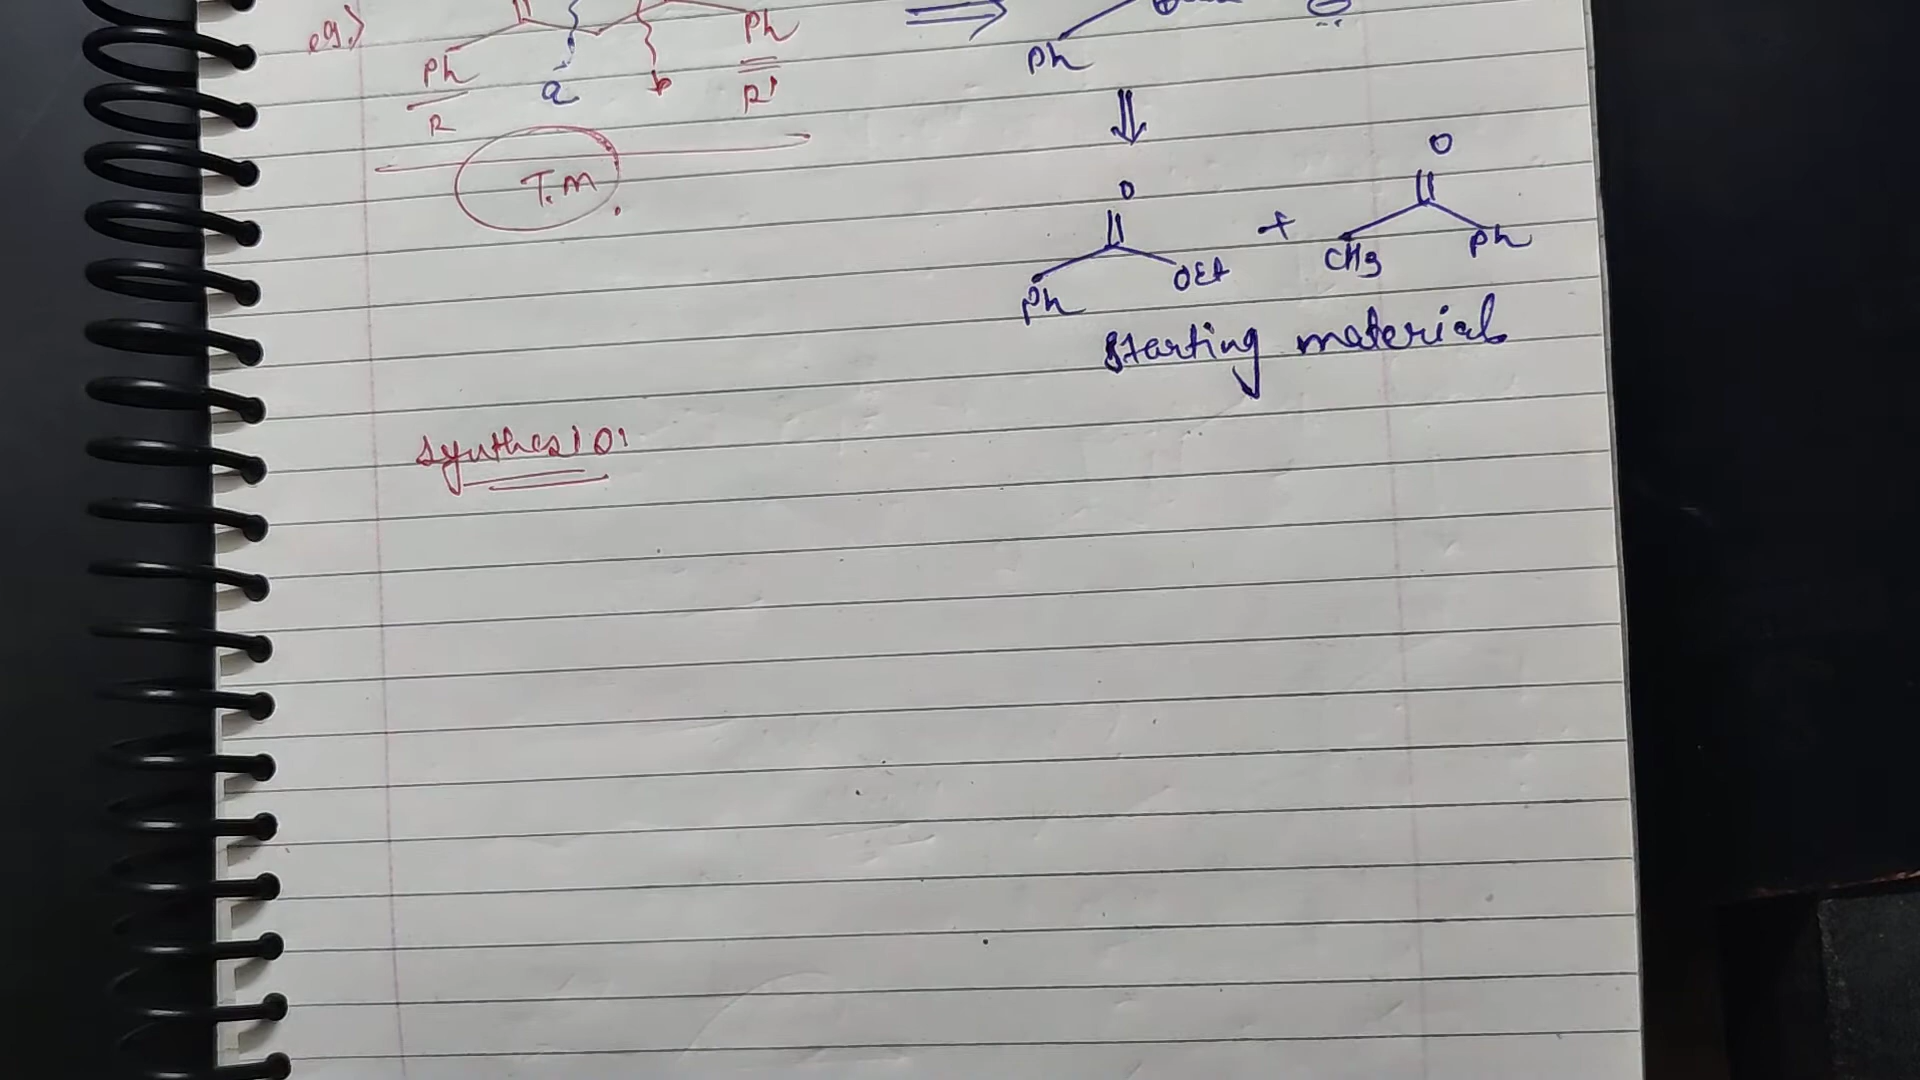 eg.) Ph a b Ph ⇒ Ph
R R'
T.M.
O O
Ph OEt + CH3 Ph
starting material
synthesis: